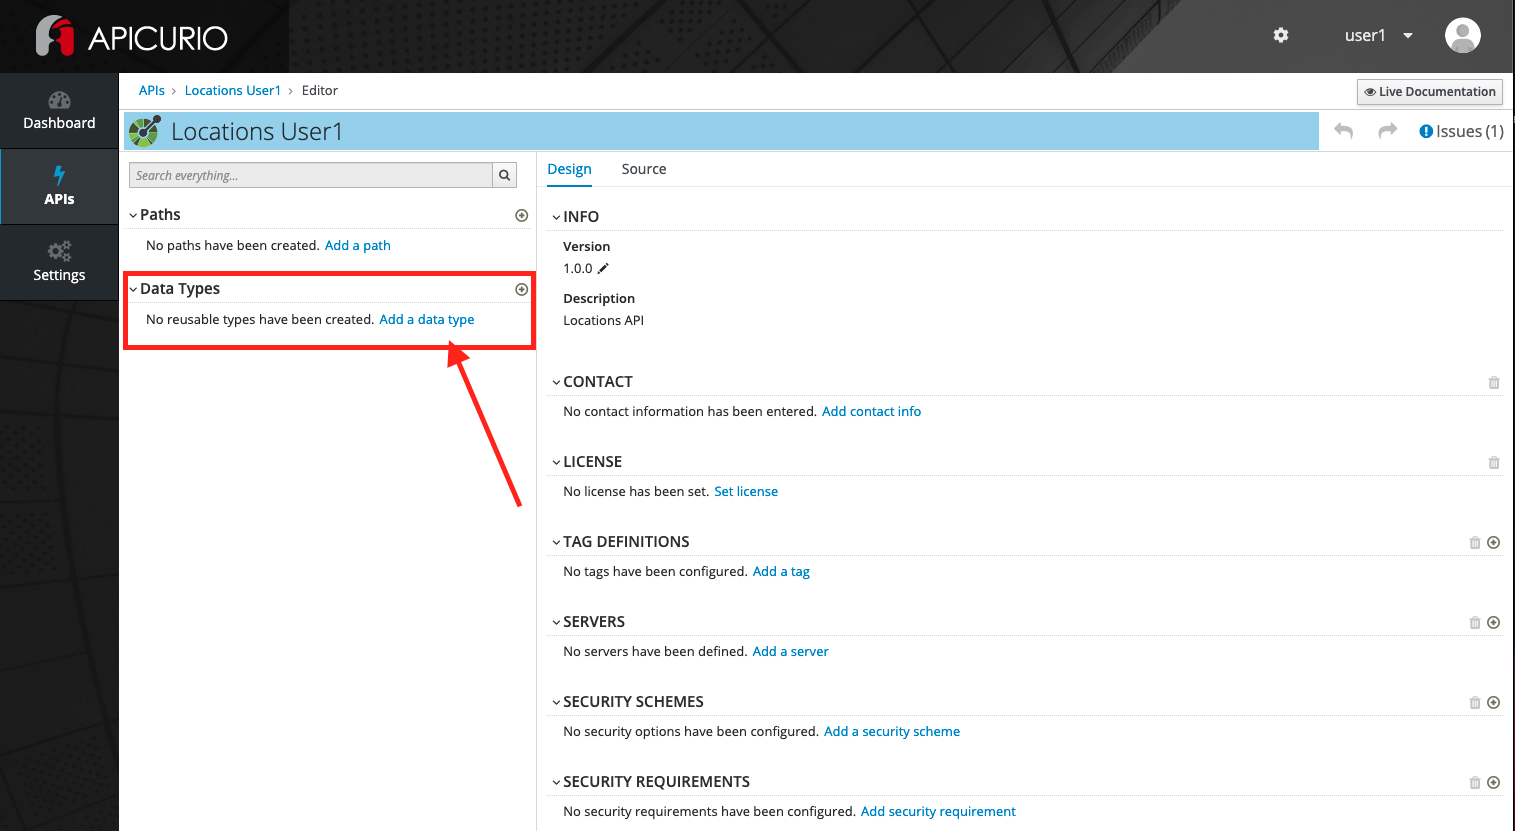 APICURIO
user1
Dashboard
APIs
Settings
APIs > Locations User1 > Editor
Live Documentation
Locations User1
Issues (1)
Search everything...
Paths
No paths have been created. Add a path
Data Types
No reusable types have been created. Add a data type
Design Source
INFO
Version
1.0.0
Description
Locations API
CONTACT
No contact information has been entered. Add contact info
LICENSE
No license has been set. Set license
TAG DEFINITIONS
No tags have been configured. Add a tag
SERVERS
No servers have been defined. Add a server
SECURITY SCHEMES
No security options have been configured. Add a security scheme
SECURITY REQUIREMENTS
No security requirements have been configured. Add security requirement